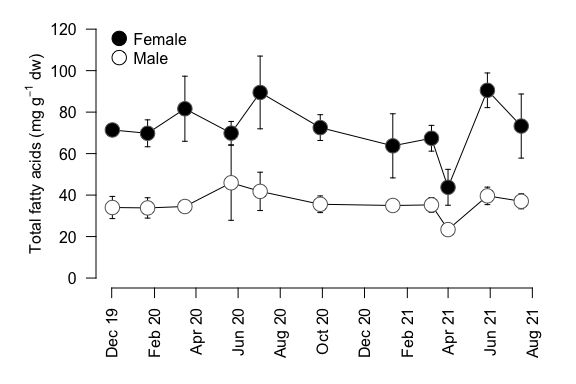 120
100
80
60
40
20
0
Total fatty acids (mg g⁻¹ dw)
Female
Male
Dec 19
Feb 20
Apr 20
Jun 20
Aug 20
Oct 20
Dec 20
Feb 21
Apr 21
Jun 21
Aug 21